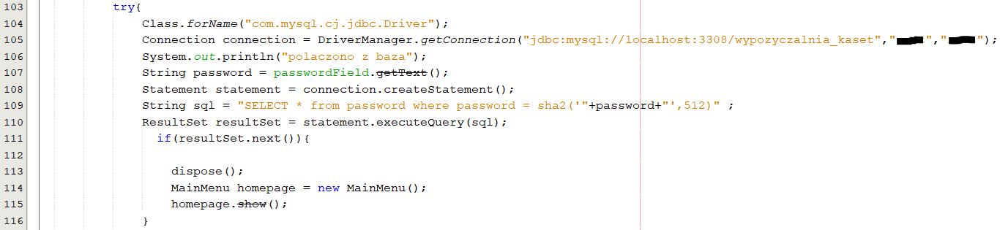 103 try{
104 Class.forName("com.mysql.cj.jdbc.Driver");
105 Connection connection = DriverManager.getConnection("jdbc:mysql://localhost:3308/wypozyczalnia_kaset","","");
106 System.out.println("polaczono z baza");
107 String password = passwordField.getText();
108 Statement statement = connection.createStatement();
109 String sql = "SELECT * from password where password = sha2('"+password+"',512)" ;
110 ResultSet resultSet = statement.executeQuery(sql);
111 if(resultSet.next()){
112
113 dispose();
114 MainMenu homepage = new MainMenu();
115 homepage.show();
116 }